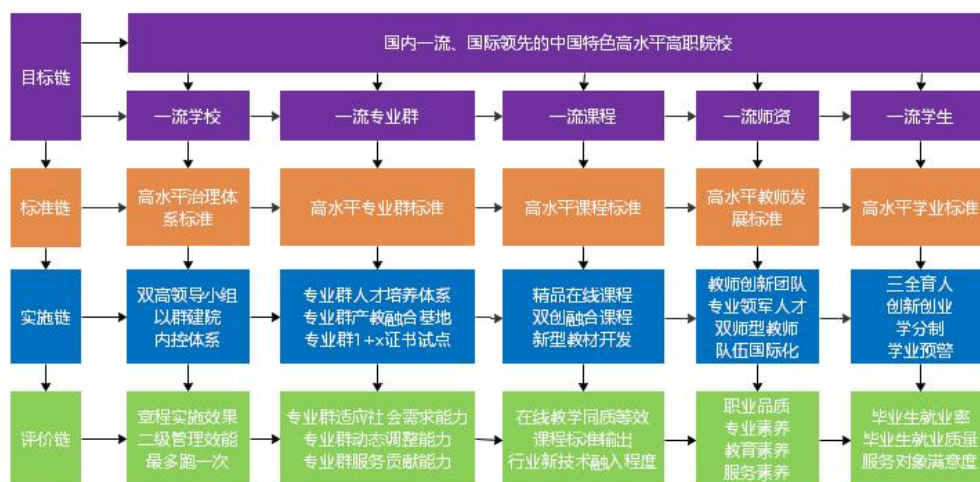 目标链
国内一流、国际领先的中国特色高水平高职院校
一流学校
一流专业群
一流课程
一流师资
一流学生
标准链
高水平治理体
系标准
高水平专业群标准
高水平课程标准
高水平教师发
展标准
高水平学业标准
实施链
双高领导小组
以群建院
内控体系
专业群人才培养体系
专业群产教融合基地
专业群1+x证书试点
精品在线课程
双创融合课程
新型教材开发
教师创新团队
专业领军人才
双师型教师
队伍国际化
三全育人
创新创业
学分制
学业预警
评价链
章程实施效果
二级管理效能
最多跑一次
专业群适应社会需求能力
专业群动态调整能力
专业群服务贡献能力
在线教学同质等效
课程标准输出
行业新技术融入程度
职业品质
专业素养
教育素养
服务素养
毕业生就业率
毕业生就业质量
服务对象满意度